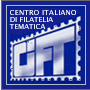 CENTRO ITALIANO
DI FILATELIA
TEMATICA
CIFT